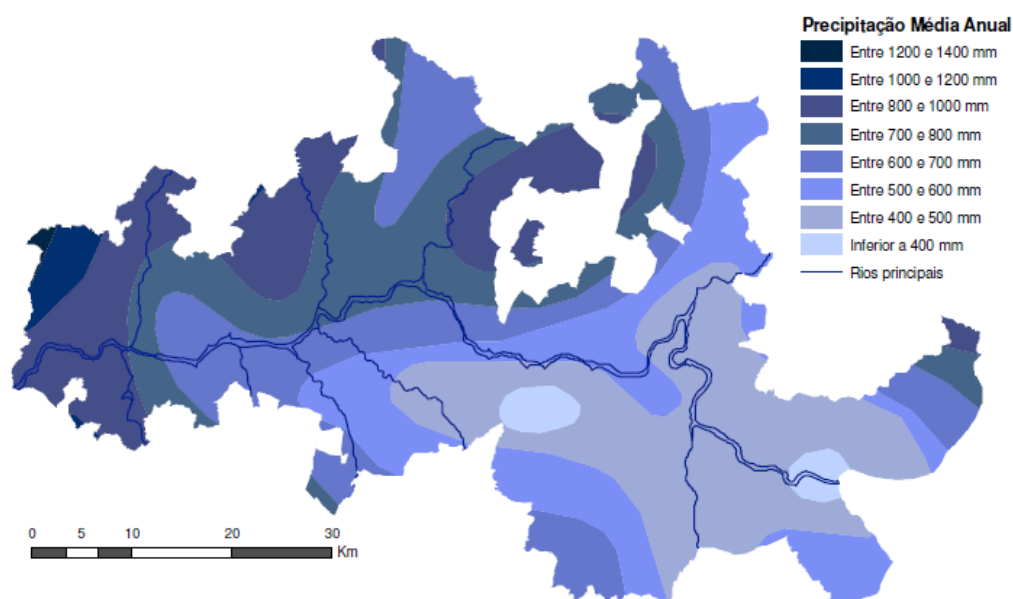 Precipitação Média Anual
Entre 1200 e 1400 mm
Entre 1000 e 1200 mm
Entre 800 e 1000 mm
Entre 700 e 800 mm
Entre 600 e 700 mm
Entre 500 e 600 mm
Entre 400 e 500 mm
Inferior a 400 mm
Rios principais
0 5 10 20 30
Km